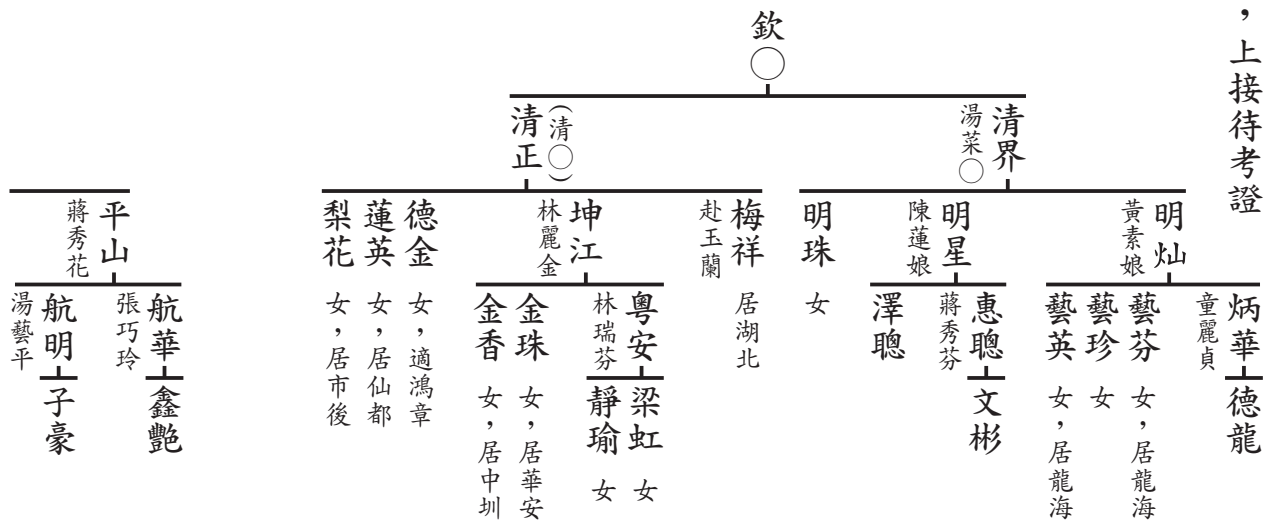 ，上接待考證
欽○
清界
湯菜○
清正
(清○)
明灿
黃素娘
明星
陳蓮娘
明珠
女
梅祥
赴玉蘭
居湖北
坤江
林麗金
德金
女，適鴻章
蓮英
女，居仙都
梨花
女，居市後
平山
蔣秀花
炳華
童麗貞
藝芬
女，居龍海
藝珍
女
藝英
女，居龍海
惠聰
蔣秀芬
澤聰
粵安
林瑞芬
金珠
女，居華安
金香
女，居中圳
航華
張巧玲
航明
湯藝平
德龍
文彬
梁虹
女
靜瑜
女
鑫艷
子豪